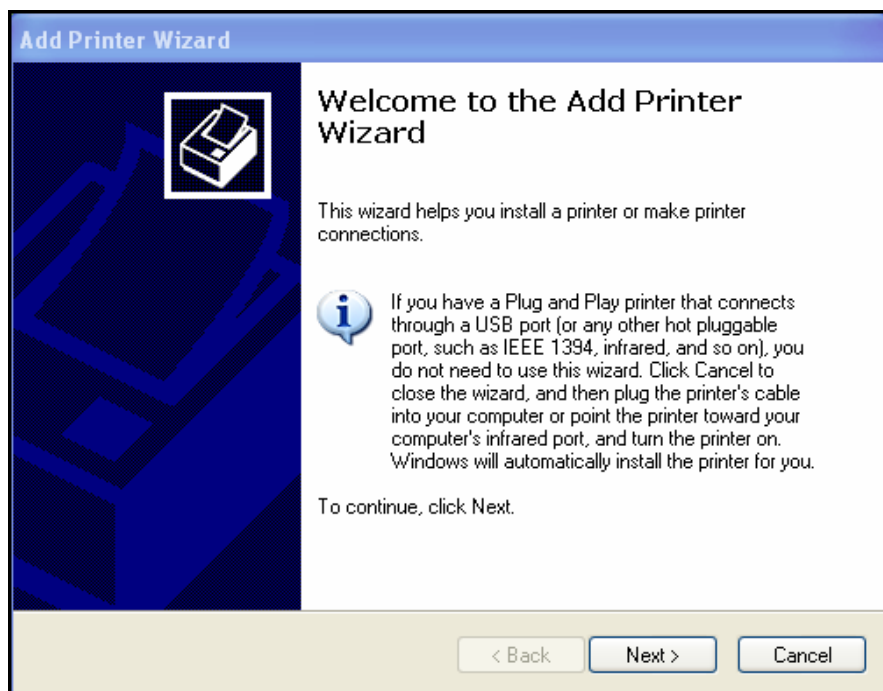 Add Printer Wizard
Welcome to the Add Printer
Wizard
This wizard helps you install a printer or make printer
connections.
If you have a Plug and Play printer that connects
through a USB port (or any other hot pluggable
port, such as IEEE 1394, infrared, and so on), you
do not need to use this wizard. Click Cancel to
close the wizard, and then plug the printer's cable
into your computer or point the printer toward your
computer's infrared port, and turn the printer on.
Windows will automatically install the printer for you.
To continue, click Next.
< Back Next > Cancel